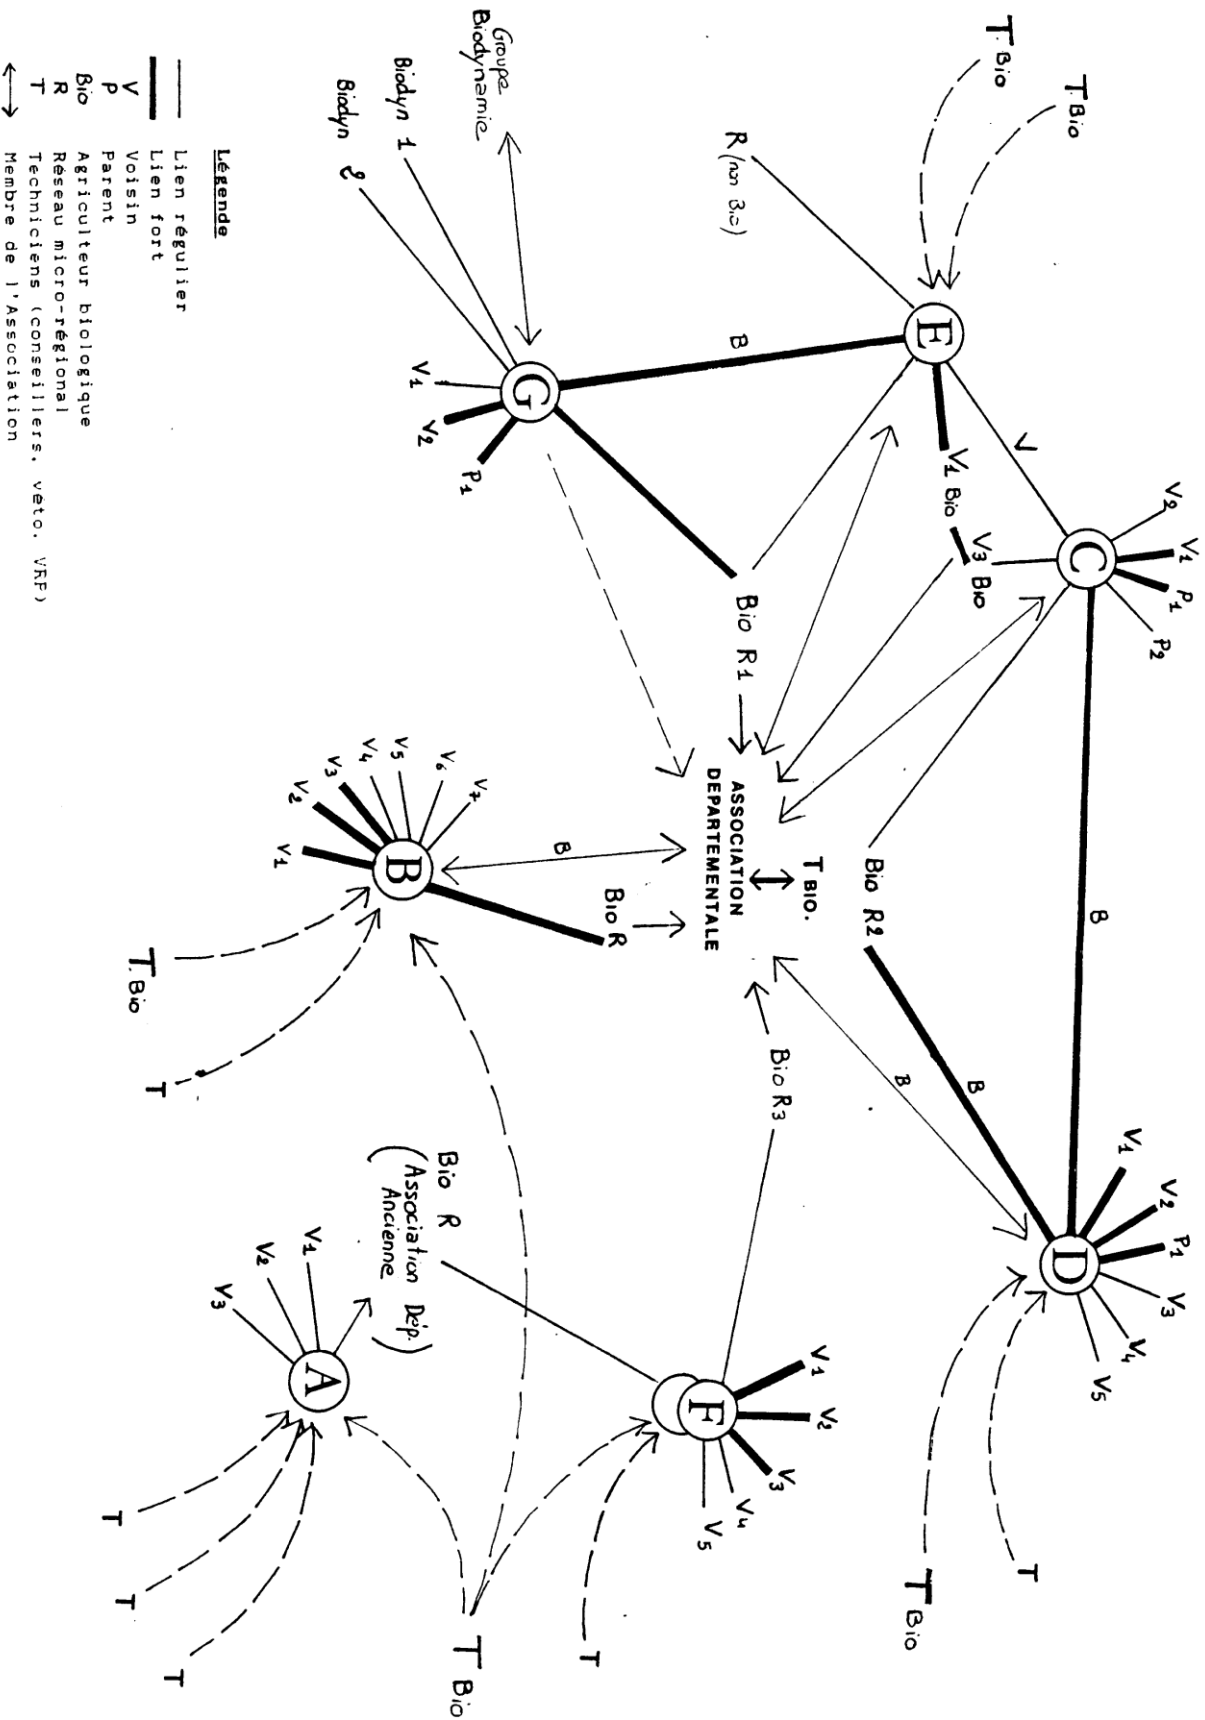 T. Bio
T Bio
R (non Bio)
E
V
B
Groupe
Biodynamie
Biodyn 1
Biodyn 2
G
V1
V2
P1
V1 Bio
V3 Bio
C
V2
V1
P1
P2
Bio R1
B
Bio R2
B
B
D
V1
V2
P1
V3
V4
V5
T
T Bio
T BIO.
ASSOCIATION
DEPARTEMENTALE
B
Bio R
B
V1
V2
V3
V4
V5
V6
V7
T. Bio
T
Bio R3
F
V1
V2
V3
V4
V5
T
T Bio
Bio R
(Association Dép.)
Ancienne
A
V1
V2
V3
T
T
T
Légende
Lien régulier
Lien fort
V Voisin
P Parent
Bio Agriculteur biologique
R Réseau micro-régional
T Techniciens (conseillers, véto, VRP)
Membre de l'Association